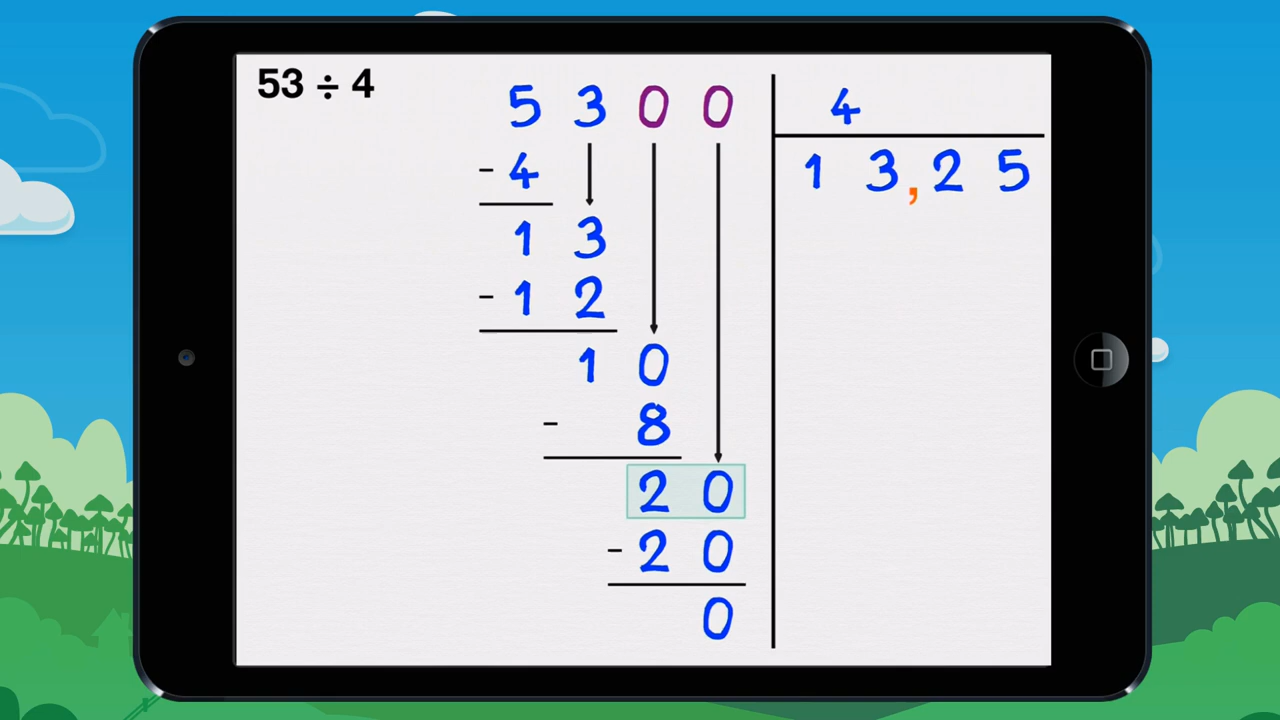 53 ÷ 4
5 3 0 0 4
- 4 1 3 , 2 5
1 3
- 1 2
1 0
- 8
2 0
- 2 0
0